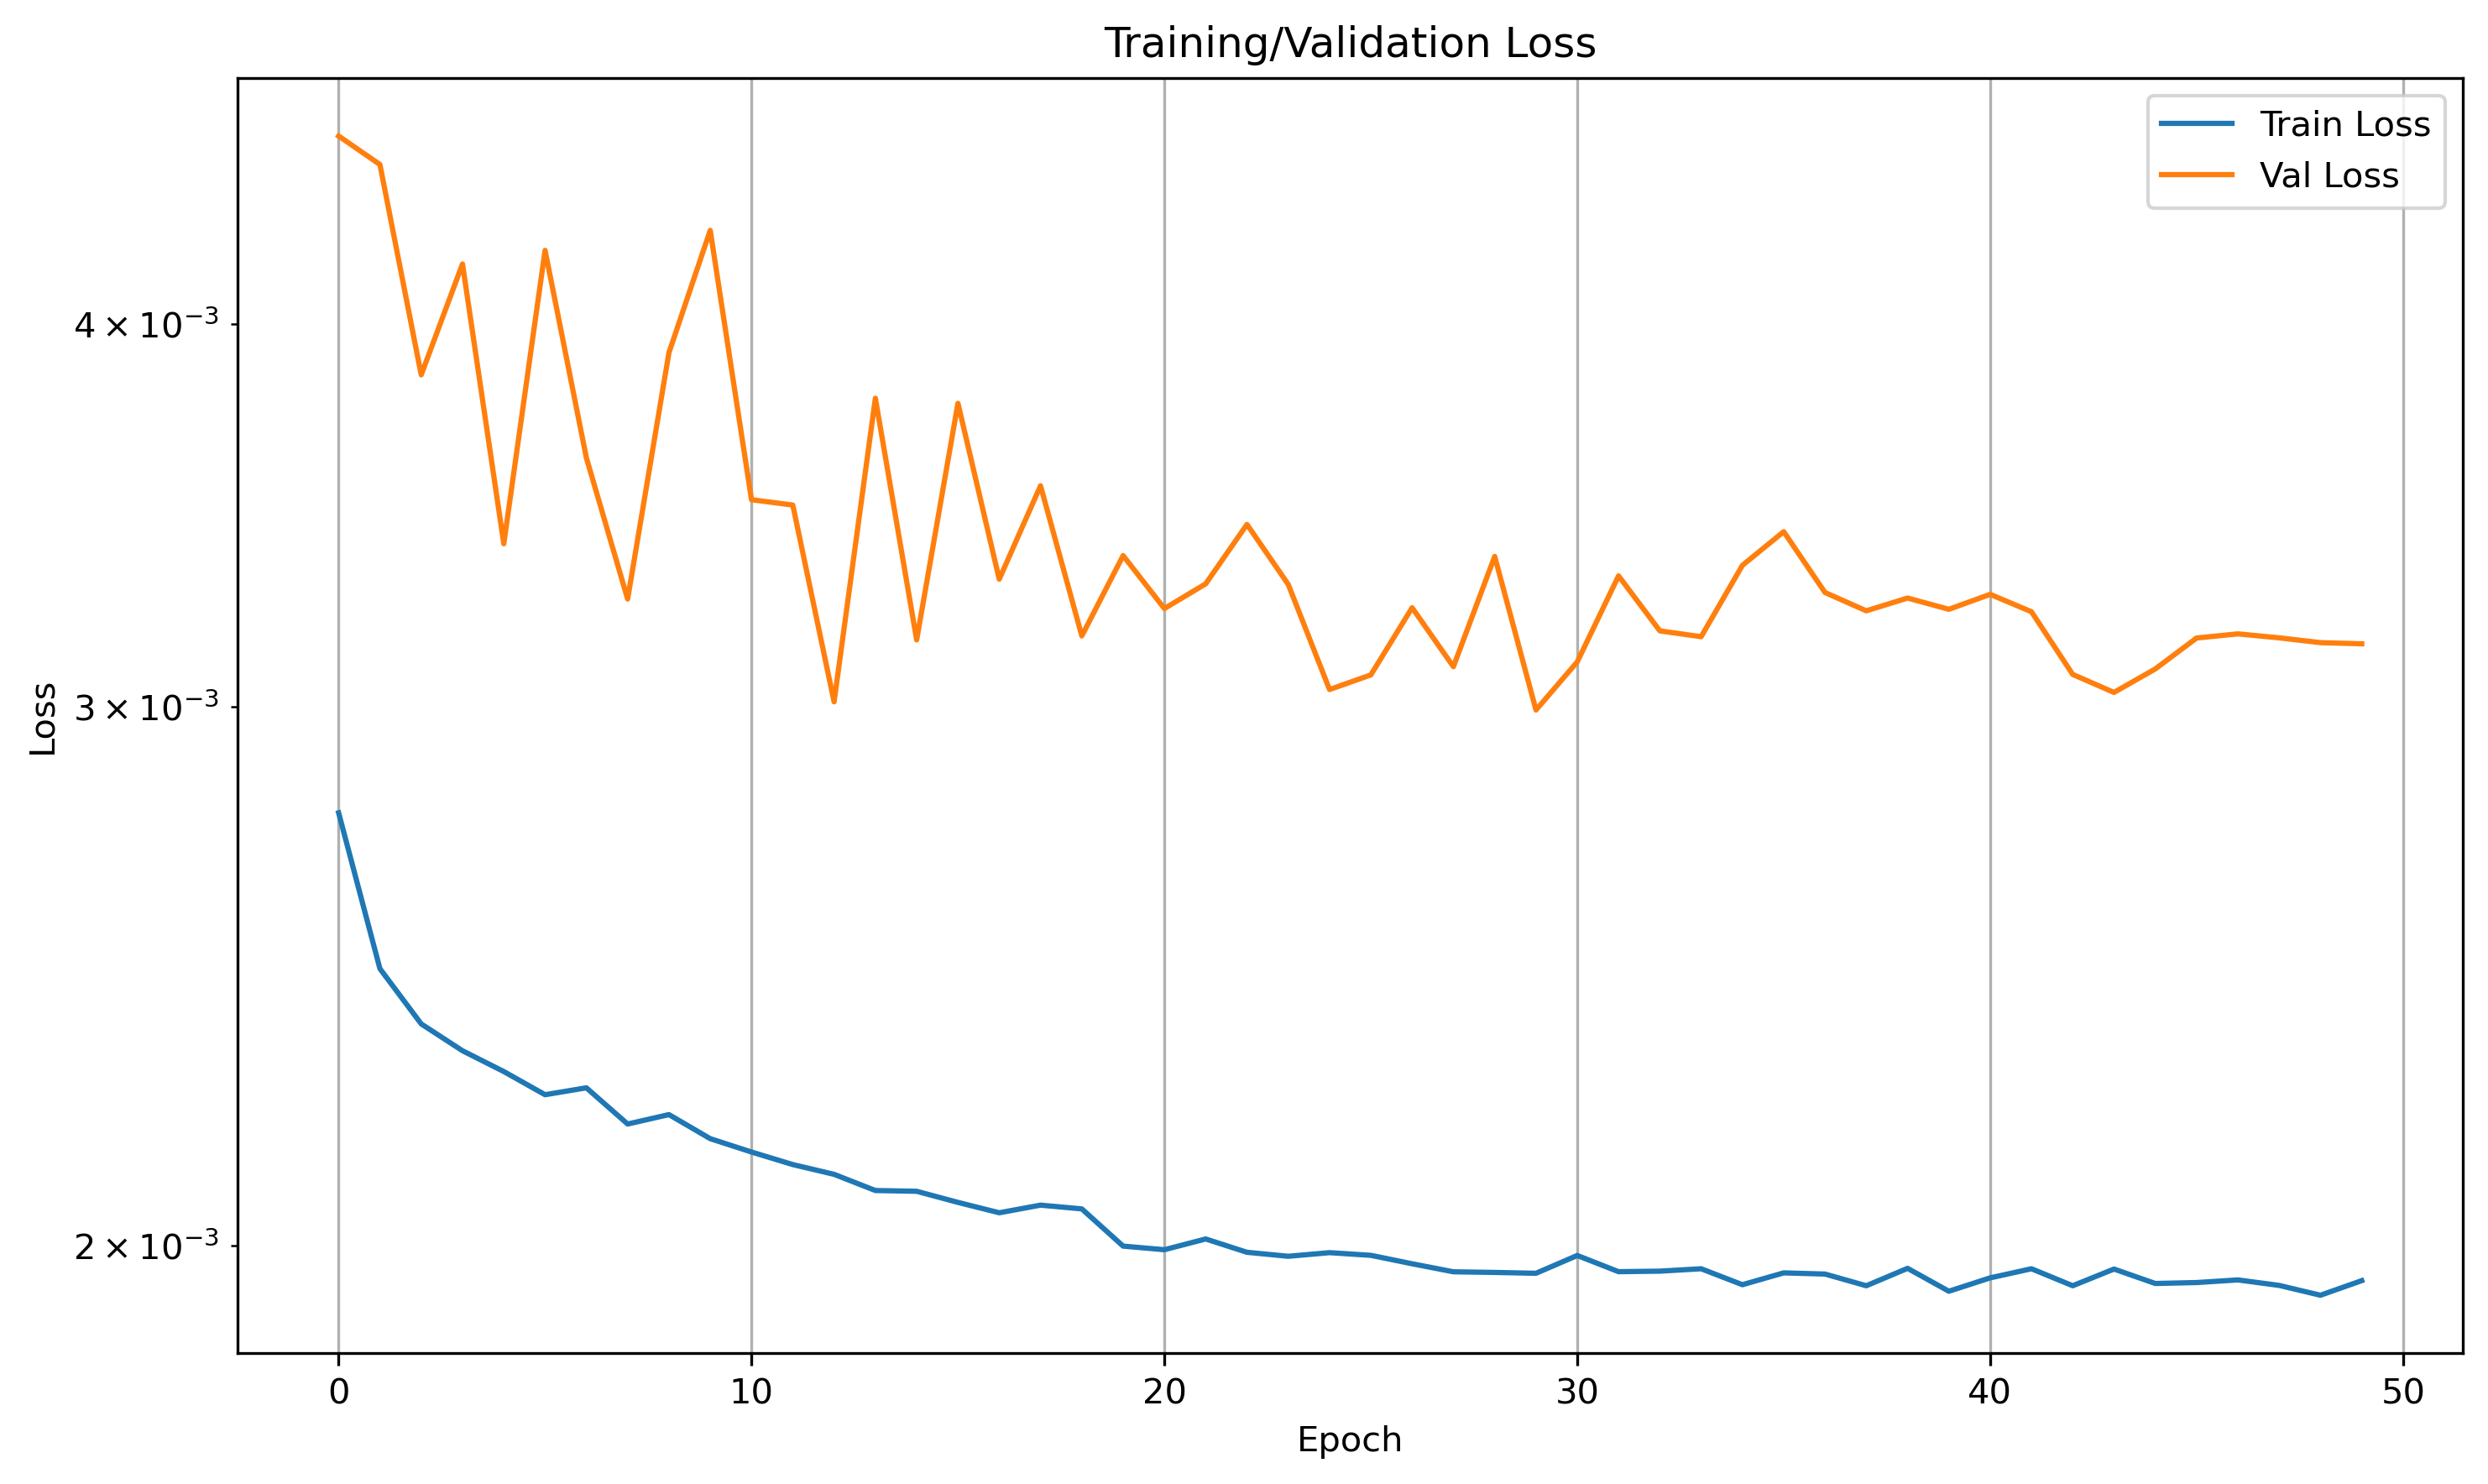 Training/Validation Loss
Train Loss
Val Loss
4 × 10⁻³
3 × 10⁻³
2 × 10⁻³
Loss
0 10 20 30 40 50
Epoch